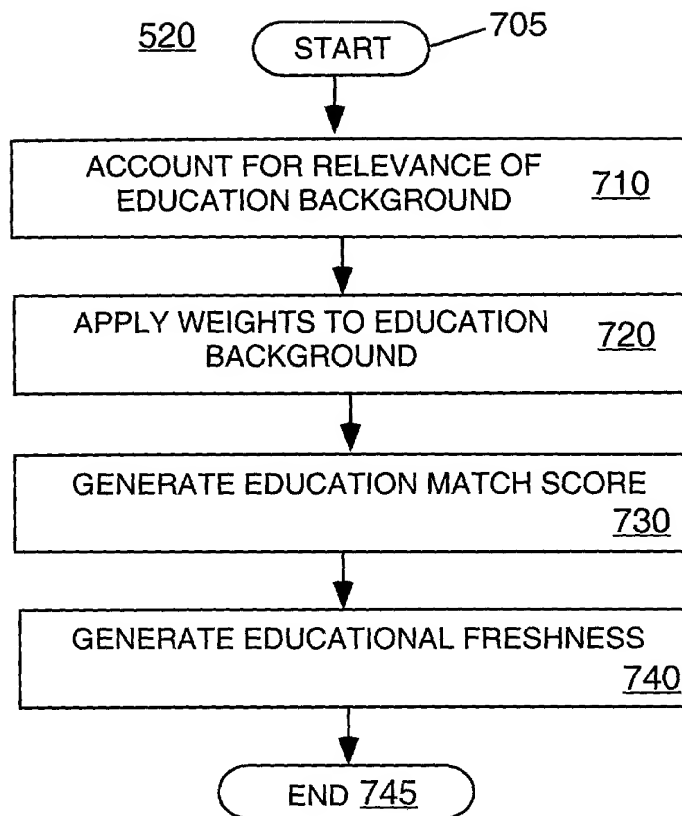 520
START
705
ACCOUNT FOR RELEVANCE OF
EDUCATION BACKGROUND
710
APPLY WEIGHTS TO EDUCATION
BACKGROUND
720
GENERATE EDUCATION MATCH SCORE
730
GENERATE EDUCATIONAL FRESHNESS
740
END 745